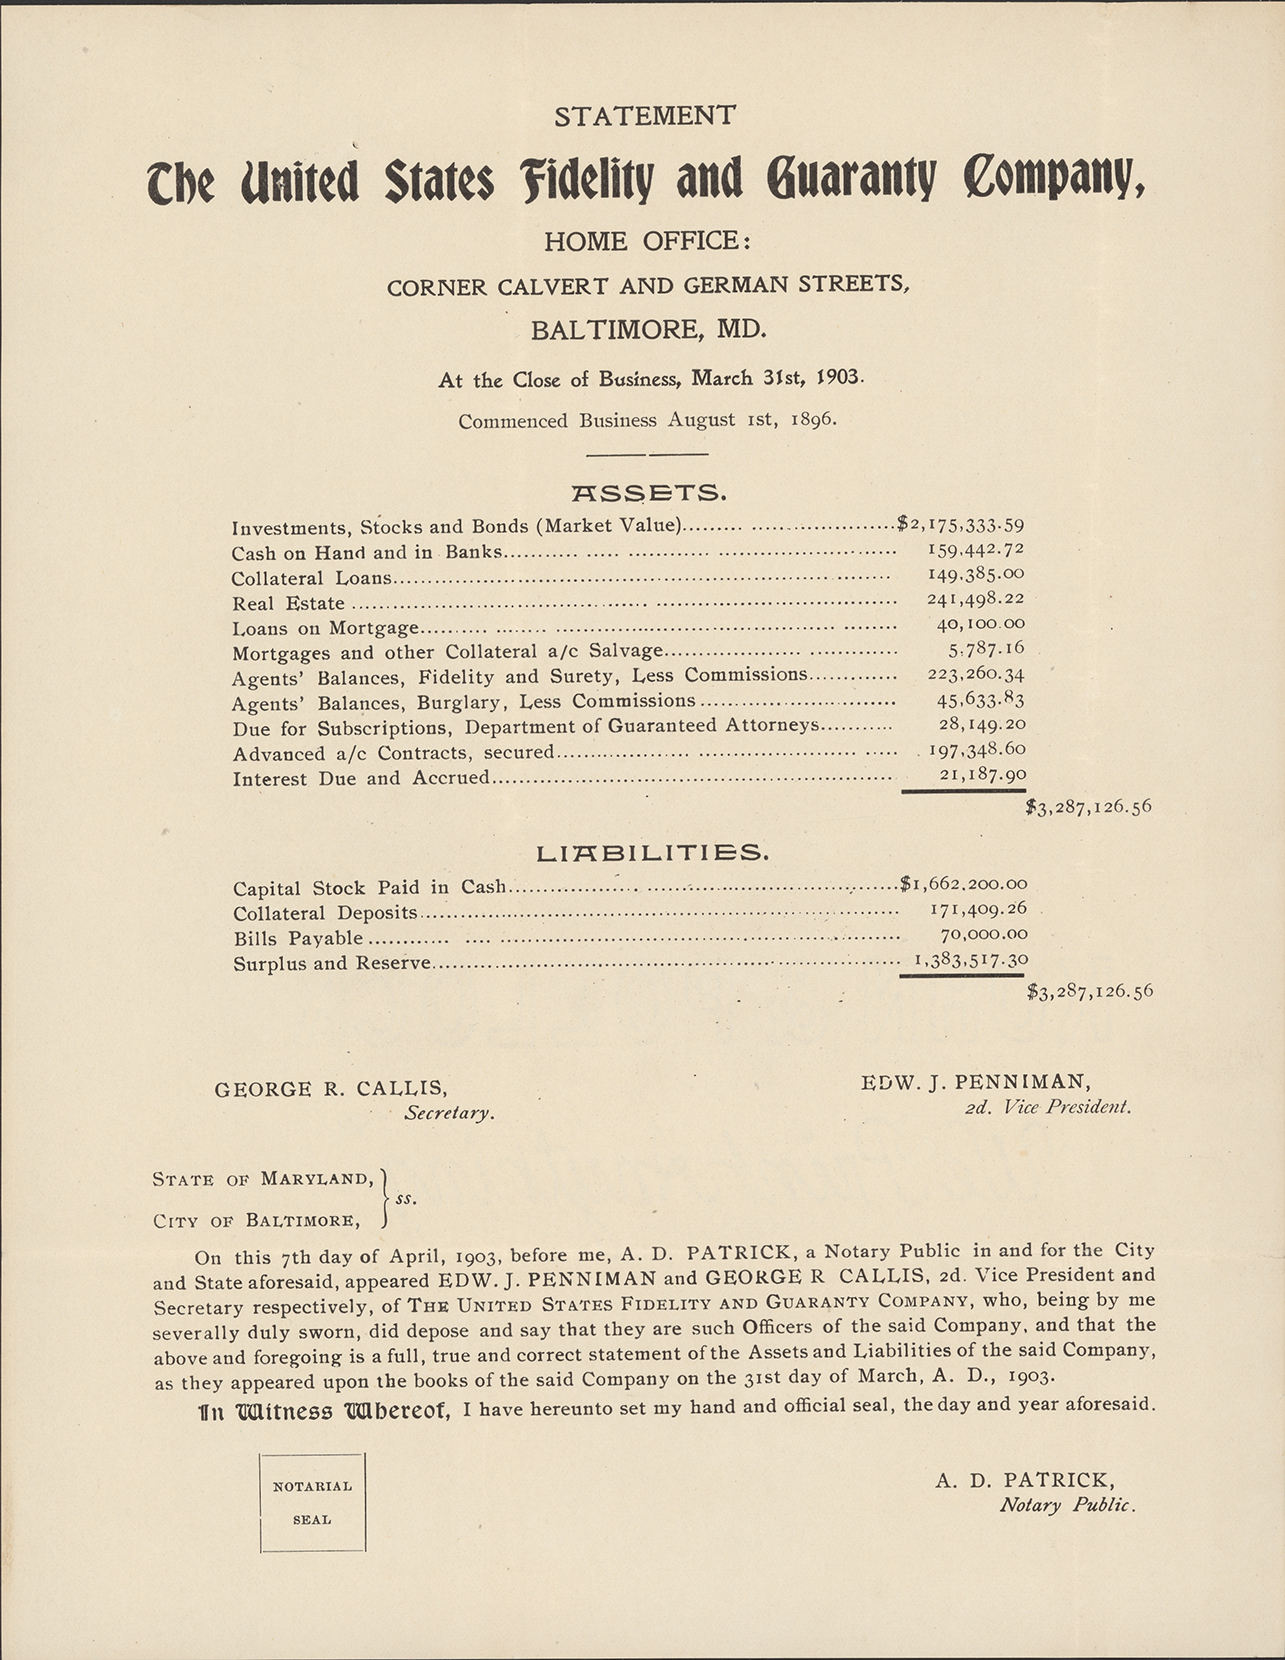 STATEMENT
The United States Fidelity and Guaranty Company,
HOME OFFICE:
CORNER CALVERT AND GERMAN STREETS,
BALTIMORE, MD.
At the Close of Business, March 31st, 1903.
Commenced Business August 1st, 1896.
ASSETS.
Investments, Stocks and Bonds (Market Value)........ ........................$2,175,333.59
Cash on Hand and in Banks........................ 159,442.72
Collateral Loans........................ 149,385.00
Real Estate ........................ 241,498.22
Loans on Mortgage........................ 40,100.00
Mortgages and other Collateral a/c Salvage........................ 5,787.16
Agents' Balances, Fidelity and Surety, Less Commissions............ 223,260.34
Agents' Balances, Burglary, Less Commissions........................ 45,633.83
Due for Subscriptions, Department of Guaranteed Attorneys.......... 28,149.20
Advanced a/c Contracts, secured........................ 197,348.60
Interest Due and Accrued........................ 21,187.90
$3,287,126.56
LIABILITIES.
Capital Stock Paid in Cash........................$1,662,200.00
Collateral Deposits........................ 171,409.26
Bills Payable........................ 70,000.00
Surplus and Reserve........................ 1,383,517.30
$3,287,126.56
GEORGE R. CALLIS,
Secretary.
EDW. J. PENNIMAN,
2d. Vice President.
STATE OF MARYLAND,
CITY OF BALTIMORE, } ss.
On this 7th day of April, 1903, before me, A. D. PATRICK, a Notary Public in and for the City
and State aforesaid, appeared EDW. J. PENNIMAN and GEORGE R CALLIS, 2d. Vice President and
Secretary respectively, of THE UNITED STATES FIDELITY AND GUARANTY COMPANY, who, being by me
severally duly sworn, did depose and say that they are such Officers of the said Company, and that the
above and foregoing is a full, true and correct statement of the Assets and Liabilities of the said Company,
as they appeared upon the books of the said Company on the 31st day of March, A. D., 1903.
In Witness Whereof, I have hereunto set my hand and official seal, the day and year aforesaid.
NOTARIAL
SEAL
A. D. PATRICK,
Notary Public.